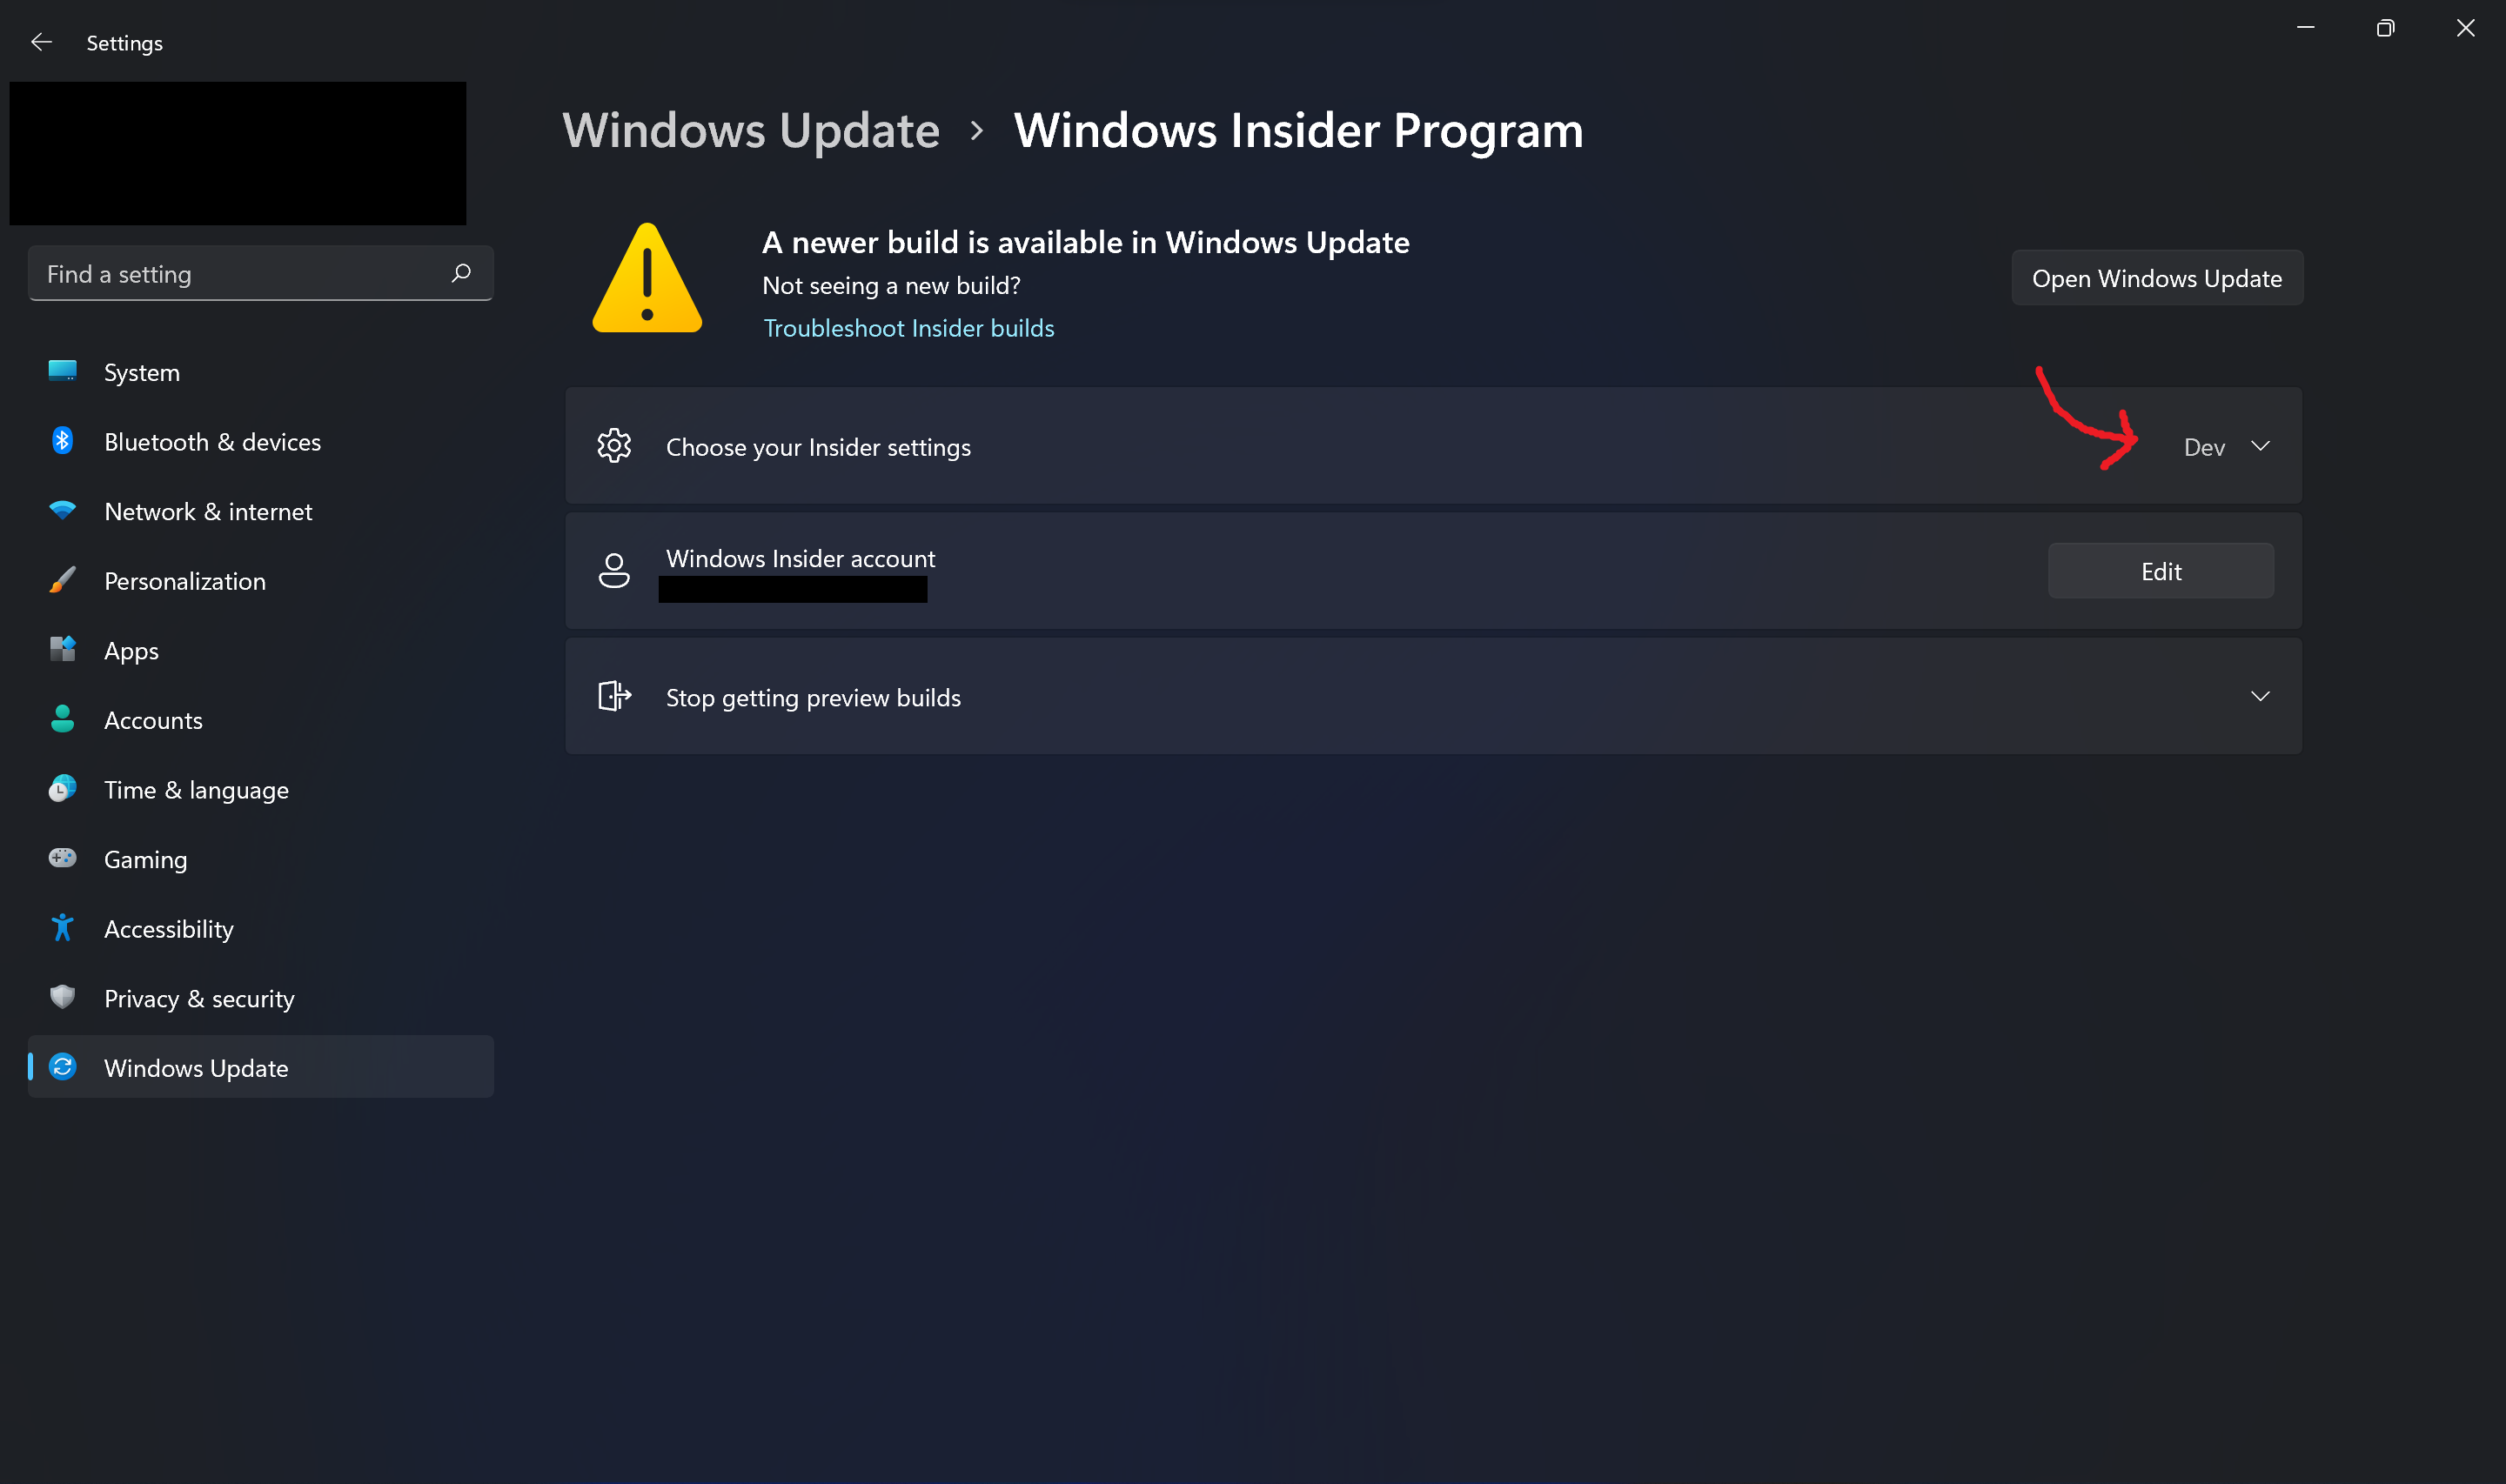 Settings
Windows Update > Windows Insider Program
A newer build is available in Windows Update
Not seeing a new build?
Troubleshoot Insider builds
Open Windows Update
Find a setting
System
Bluetooth & devices
Network & internet
Personalization
Apps
Accounts
Time & language
Gaming
Accessibility
Privacy & security
Windows Update
Choose your Insider settings
Dev
Windows Insider account
Edit
Stop getting preview builds